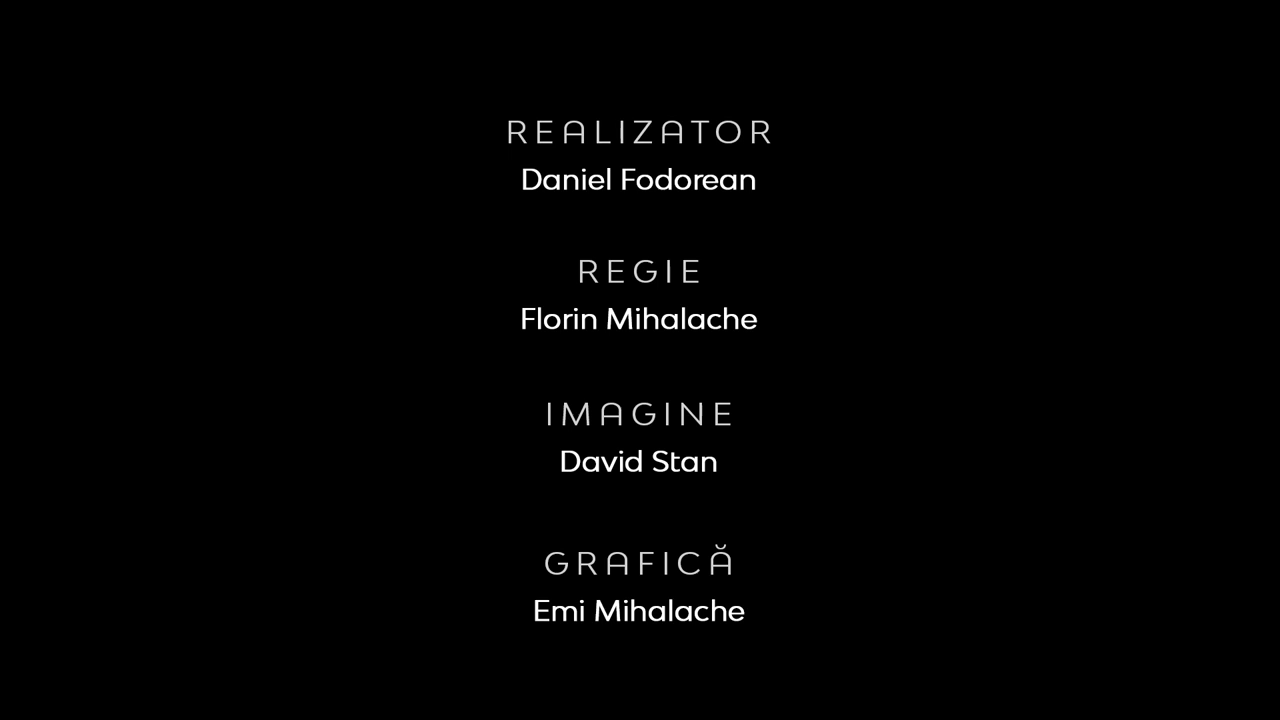 REALIZATOR
Daniel Fodorean
REGIE
Florin Mihalache
IMAGINE
David Stan
GRAFICĂ
Emi Mihalache